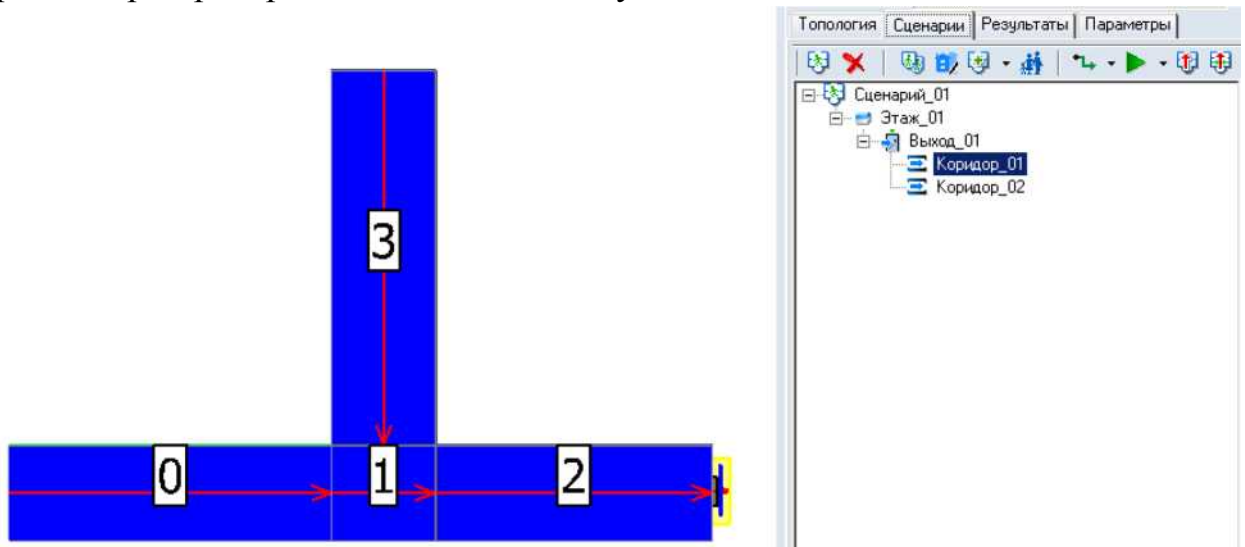 Топология Сценарии Результаты Параметры
Сценарий_01
Этаж_01
Выход_01
Коридор_01
Коридор_02
3
0 1 2